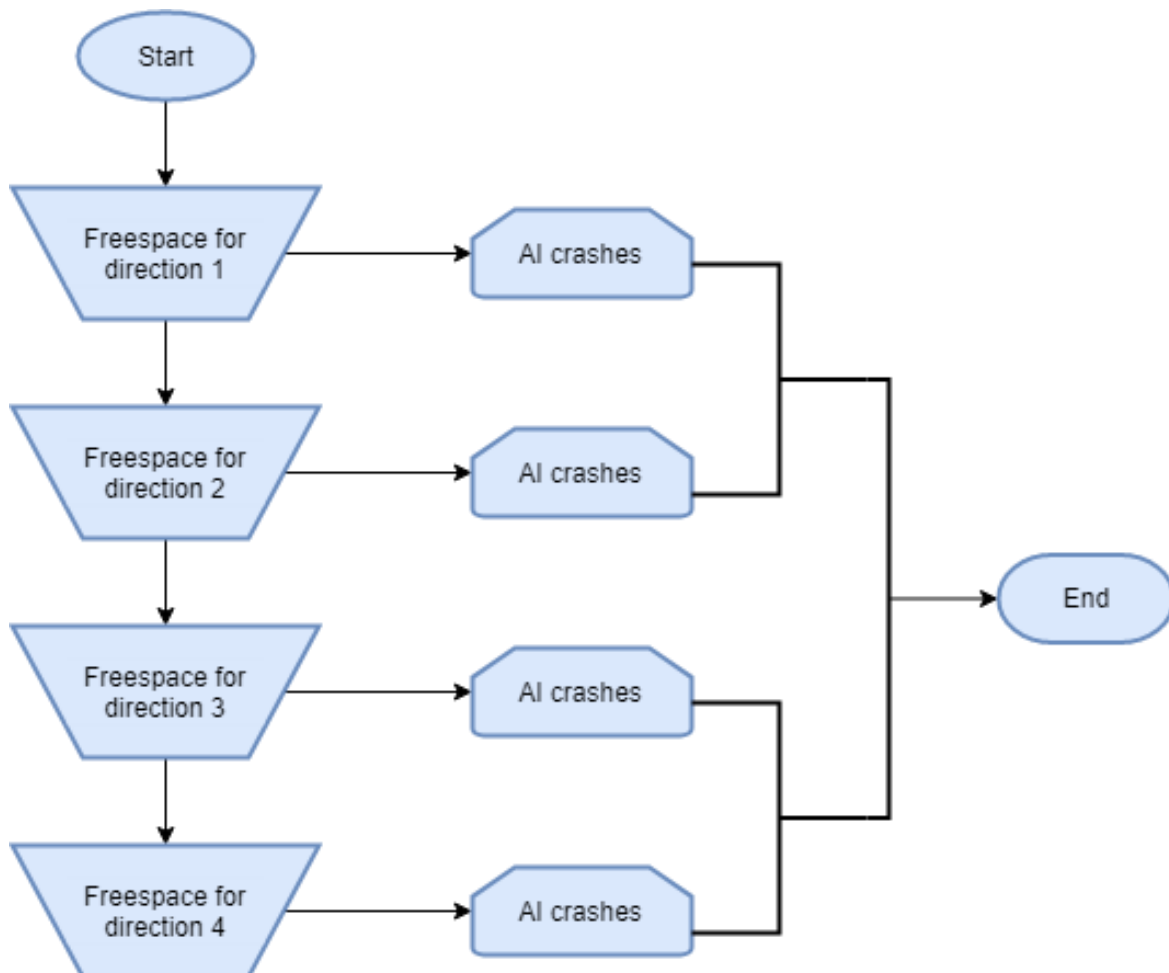 Start
Freespace for
direction 1
AI crashes
Freespace for
direction 2
AI crashes
End
Freespace for
direction 3
AI crashes
Freespace for
direction 4
AI crashes